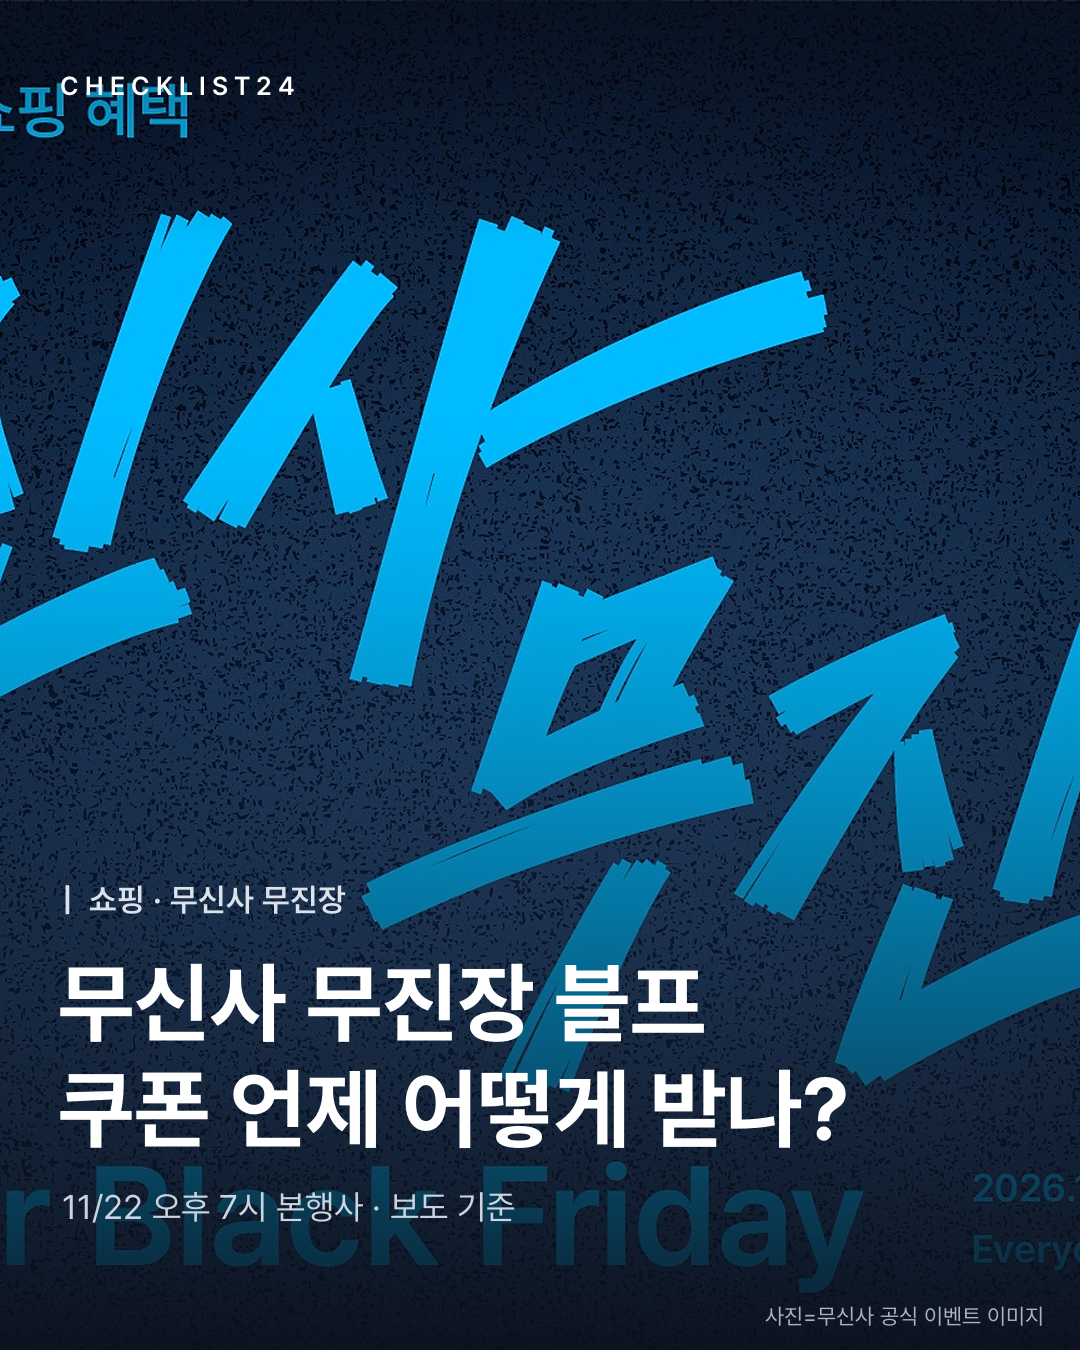 CHECKLIST24
쇼핑 혜택
신사
무진
| 쇼핑 · 무신사 무진장
무신사 무진장 블프
쿠폰 언제 어떻게 받나?
r Black Friday
2026.
11/22 오후 7시 본행사 · 보도 기준
사진=무신사 공식 이벤트 이미지